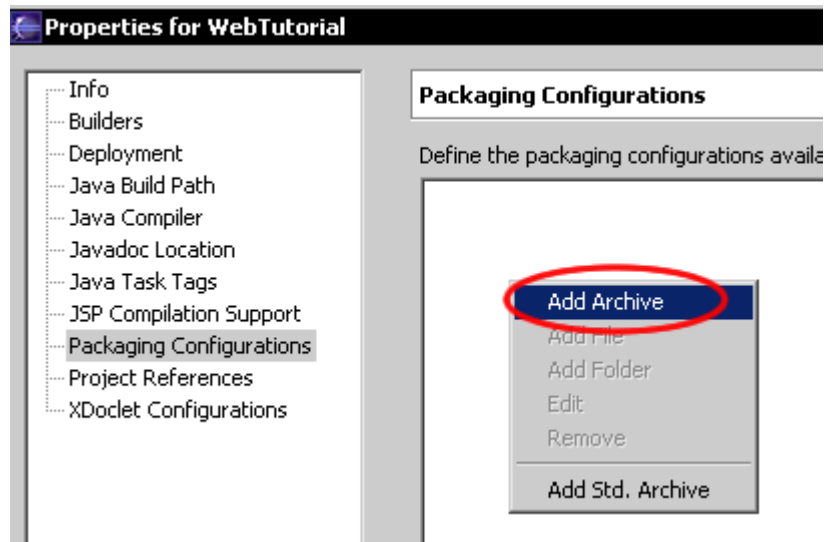 Properties for WebTutorial
Info
Builders
Deployment
Java Build Path
Java Compiler
Javadoc Location
Java Task Tags
JSP Compilation Support
Packaging Configurations
Project References
XDoclet Configurations
Packaging Configurations
Define the packaging configurations availa
Add Archive
Add File
Add Folder
Edit
Remove
Add Std. Archive